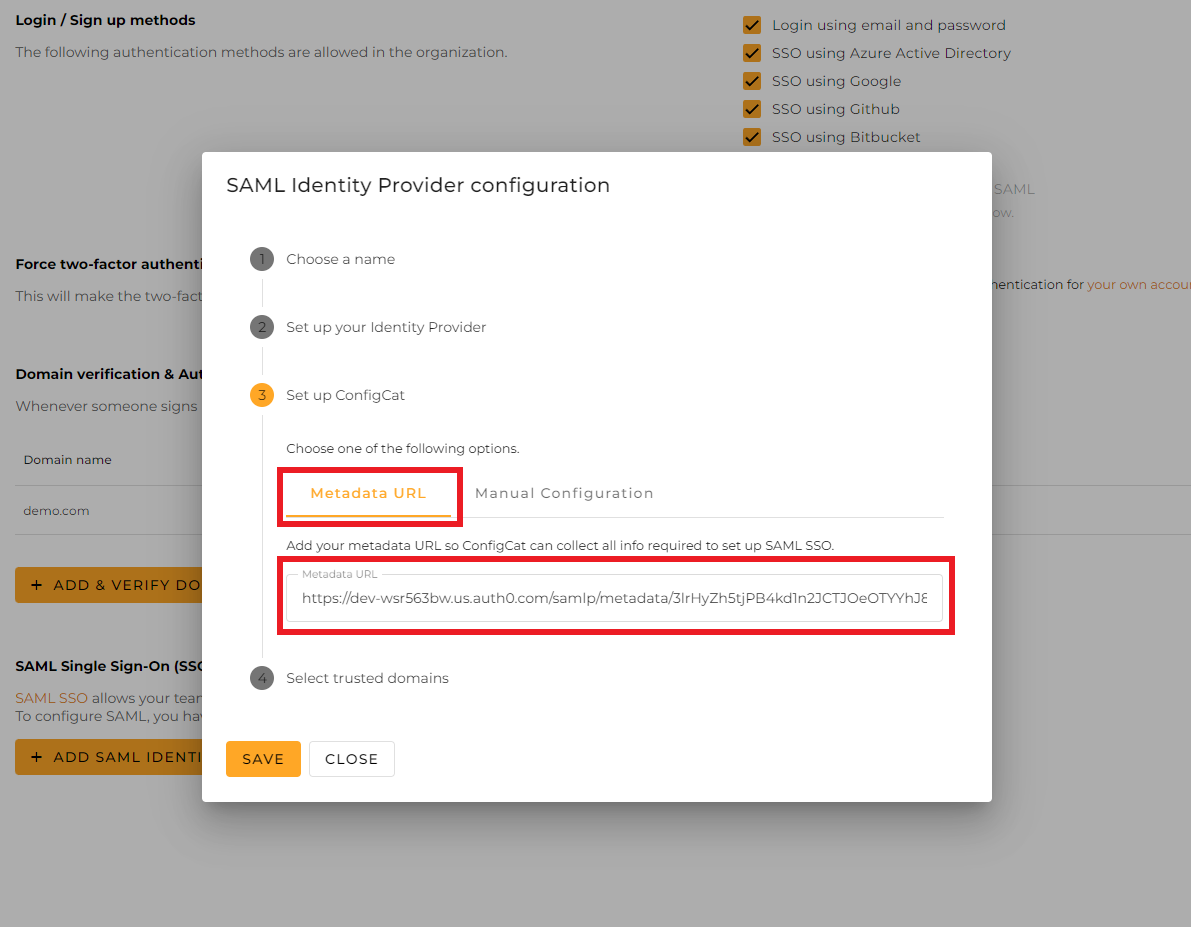 Login / Sign up methods
The following authentication methods are allowed in the organization.
Login using email and password
SSO using Azure Active Directory
SSO using Google
SSO using Github
SSO using Bitbucket
SAML
ow.
Force two-factor authenti
This will make the two-fact
hentication for your own accour
Domain verification & Aut
Whenever someone signs
Domain name
demo.com
+ ADD & VERIFY DO
SAML Single Sign-On (SSO
SAML SSO allows your team
To configure SAML, you hav
+ ADD SAML IDENTI
SAML Identity Provider configuration
1 Choose a name
2 Set up your Identity Provider
3 Set up ConfigCat
Choose one of the following options.
Metadata URL Manual Configuration
Add your metadata URL so ConfigCat can collect all info required to set up SAML SSO.
Metadata URL
https://dev-wsr563bw.us.auth0.com/samlp/metadata/3IrHyZh5tjPB4kd1n2JCTJOeOTYYhJ8
4 Select trusted domains
SAVE CLOSE